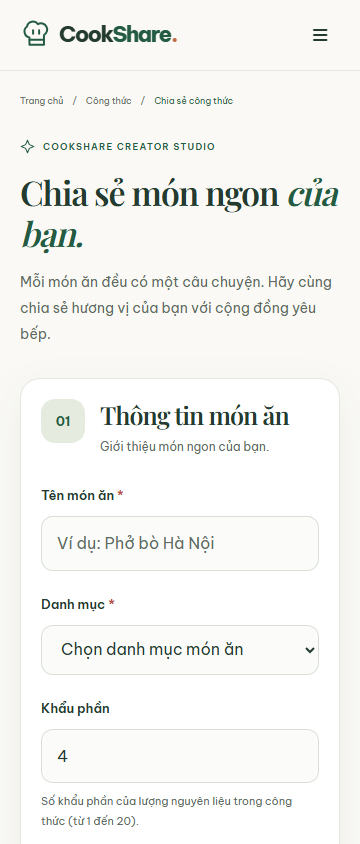 CookShare.
Trang chủ / Công thức / Chia sẻ công thức
COOKSHARE CREATOR STUDIO
Chia sẻ món ngon của
bạn.
Mỗi món ăn đều có một câu chuyện. Hãy cùng
chia sẻ hương vị của bạn với cộng đồng yêu
bếp.
01
Thông tin món ăn
Giới thiệu món ngon của bạn.
Tên món ăn *
Ví dụ: Phở bò Hà Nội
Danh mục *
Chọn danh mục món ăn
Khẩu phần
4
Số khẩu phần của lượng nguyên liệu trong công
thức (từ 1 đến 20).